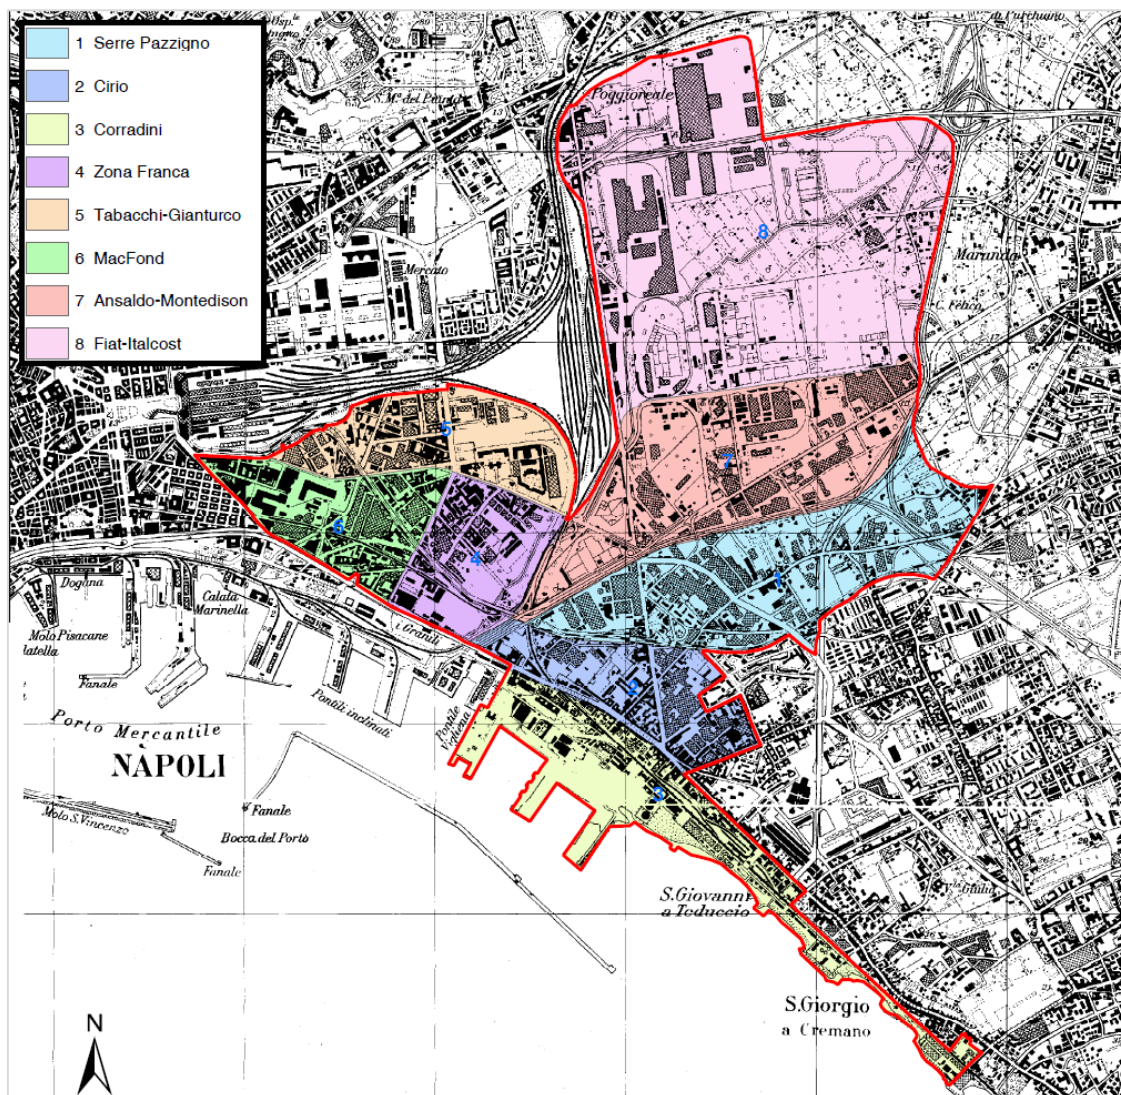 1 Serre Pazzigno
2 Cirio
3 Corradini
4 Zona Franca
5 Tabacchi-Gianturco
6 MacFond
7 Ansaldo-Montedison
8 Fiat-Italcost
Poggioreale
8
Mercato
5
7
6
4
1
Dogana
Calata
Marinella
Molo Pisacane
i Granili
Fanale
2
Pontili inclinati
Pontile
Porto Mercantile
NAPOLI
3
Fanale
Molo S. Vincenzo
Bocca del Porto
Fanale
S. Giovanni
a Teduccio
S. Giorgio
a Cremano
N